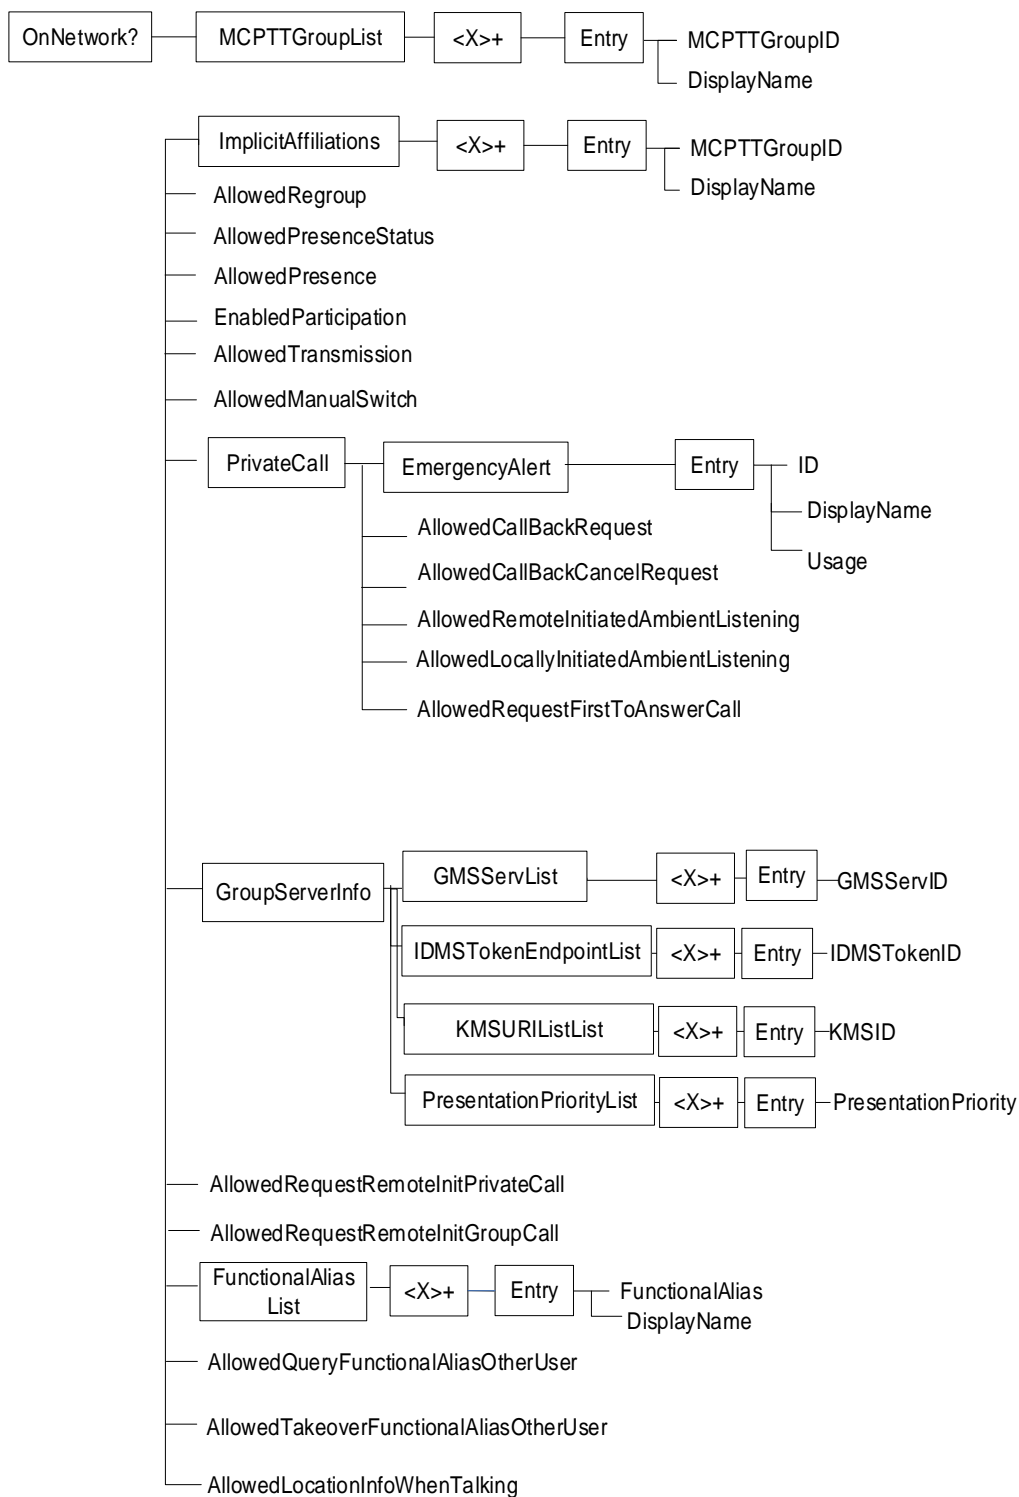 OnNetwork? MCPTTGroupList <X>+ Entry MCPTTGroupID
DisplayName
ImplicitAffiliations <X>+ Entry MCPTTGroupID
DisplayName
AllowedRegroup
AllowedPresenceStatus
AllowedPresence
EnabledParticipation
AllowedTransmission
AllowedManualSwitch
PrivateCall EmergencyAlert Entry ID
DisplayName
Usage
AllowedCallBackRequest
AllowedCallBackCancelRequest
AllowedRemoteInitiatedAmbientListening
AllowedLocallyInitiatedAmbientListening
AllowedRequestFirstToAnswerCall
GroupServerInfo GMSServList <X>+ Entry GMSServID
IDMSTokenEndpointList <X>+ Entry IDMSTokenID
KMSURIListList <X>+ Entry KMSID
PresentationPriorityList <X>+ Entry PresentationPriority
AllowedRequestRemoteInitPrivateCall
AllowedRequestRemoteInitGroupCall
FunctionalAlias
List <X>+ Entry FunctionalAlias
DisplayName
AllowedQueryFunctionalAliasOtherUser
AllowedTakeoverFunctionalAliasOtherUser
AllowedLocationInfoWhenTalking